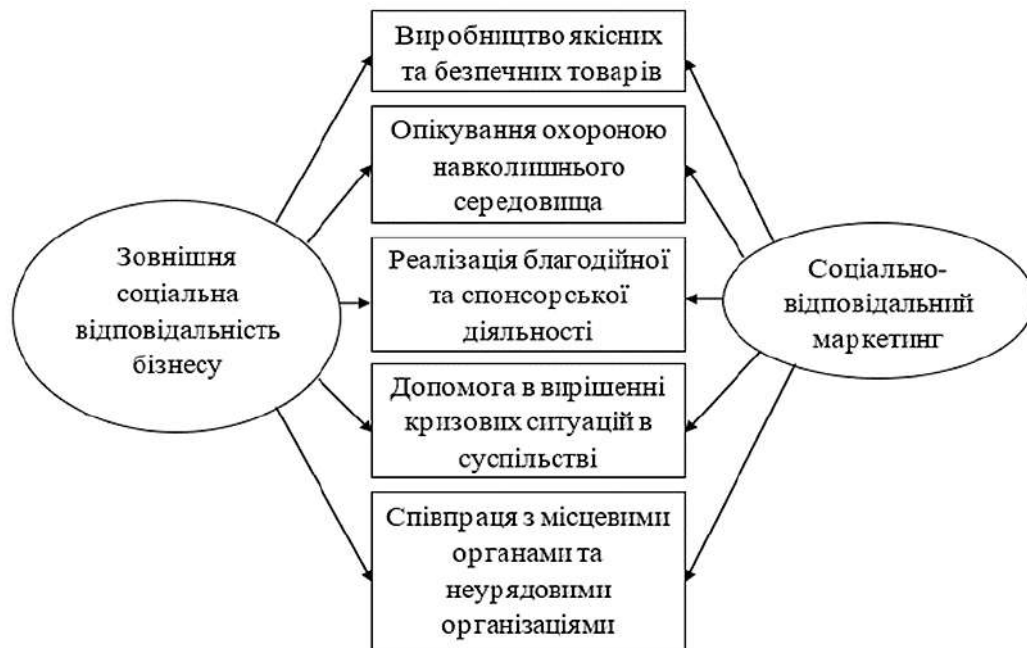 Виробництво якісних
та безпечних товарів
Опікування охороною
навколишнього
середовища
Зовнішня
соціальна
відповідальність
бізнесу
Реалізація благодійної
та спонсорської
діяльності
Соціально-
відповідальний
маркетинг
Допомога в вирішенні
кризових ситуацій в
суспільстві
Співпраця з місцевими
органами та
неурядовими
організаціями